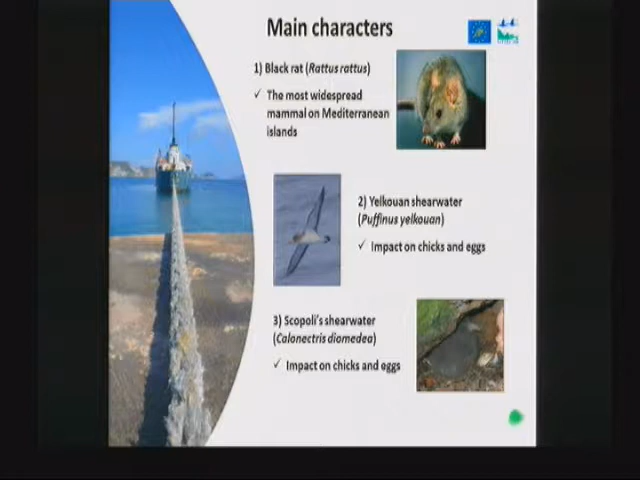 Main characters
1) Black rat (Rattus rattus)
✓ The most widespread
mammal on Mediterranean
islands
2) Yelkouan shearwater
(Puffinus yelkouan)
✓ Impact on chicks and eggs
3) Scopoli's shearwater
(Calonectris diomedea)
✓ Impact on chicks and eggs